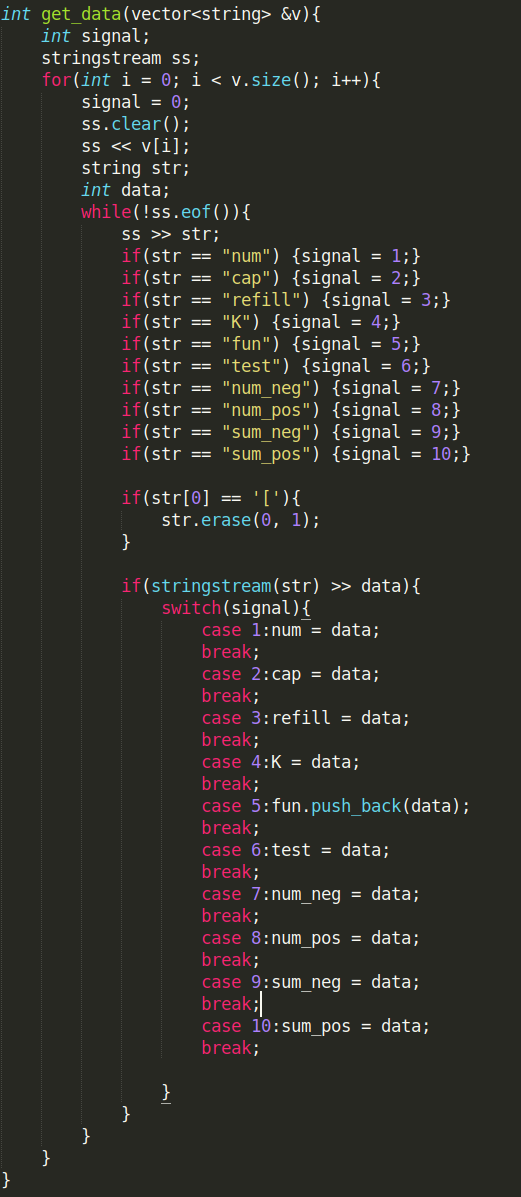 int get_data(vector<string> &v){
    int signal;
    stringstream ss;
    for(int i = 0; i < v.size(); i++){
        signal = 0;
        ss.clear();
        ss << v[i];
        string str;
        int data;
        while(!ss.eof()){
            ss >> str;
            if(str == "num") {signal = 1;}
            if(str == "cap") {signal = 2;}
            if(str == "refill") {signal = 3;}
            if(str == "K") {signal = 4;}
            if(str == "fun") {signal = 5;}
            if(str == "test") {signal = 6;}
            if(str == "num_neg") {signal = 7;}
            if(str == "num_pos") {signal = 8;}
            if(str == "sum_neg") {signal = 9;}
            if(str == "sum_pos") {signal = 10;}

            if(str[0] == '['){
                str.erase(0, 1);
            }

            if(stringstream(str) >> data){
                switch(signal){
                    case 1:num = data;
                    break;
                    case 2:cap = data;
                    break;
                    case 3:refill = data;
                    break;
                    case 4:K = data;
                    break;
                    case 5:fun.push_back(data);
                    break;
                    case 6:test = data;
                    break;
                    case 7:num_neg = data;
                    break;
                    case 8:num_pos = data;
                    break;
                    case 9:sum_neg = data;
                    break;
                    case 10:sum_pos = data;
                    break;

                }
            }
        }
    }
}